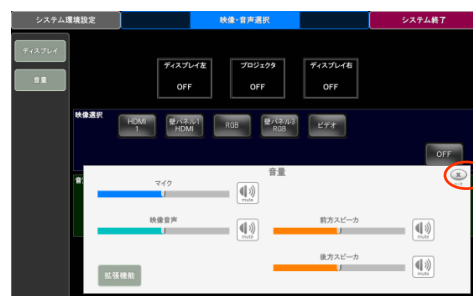 システム環境設定
映像・音声選択
システム終了
ディスプレイ
音量
ディスプレイ左
OFF
プロジェクタ
OFF
ディスプレイ右
OFF
映像選択
HDMI
1
壁パネル1
HDMI
RGB
壁パネル3
RGB
ビデオ
OFF
音
音量
x
マイク
mute
映像音声
mute
前方スピーカ
mute
後方スピーカ
mute
拡張機能